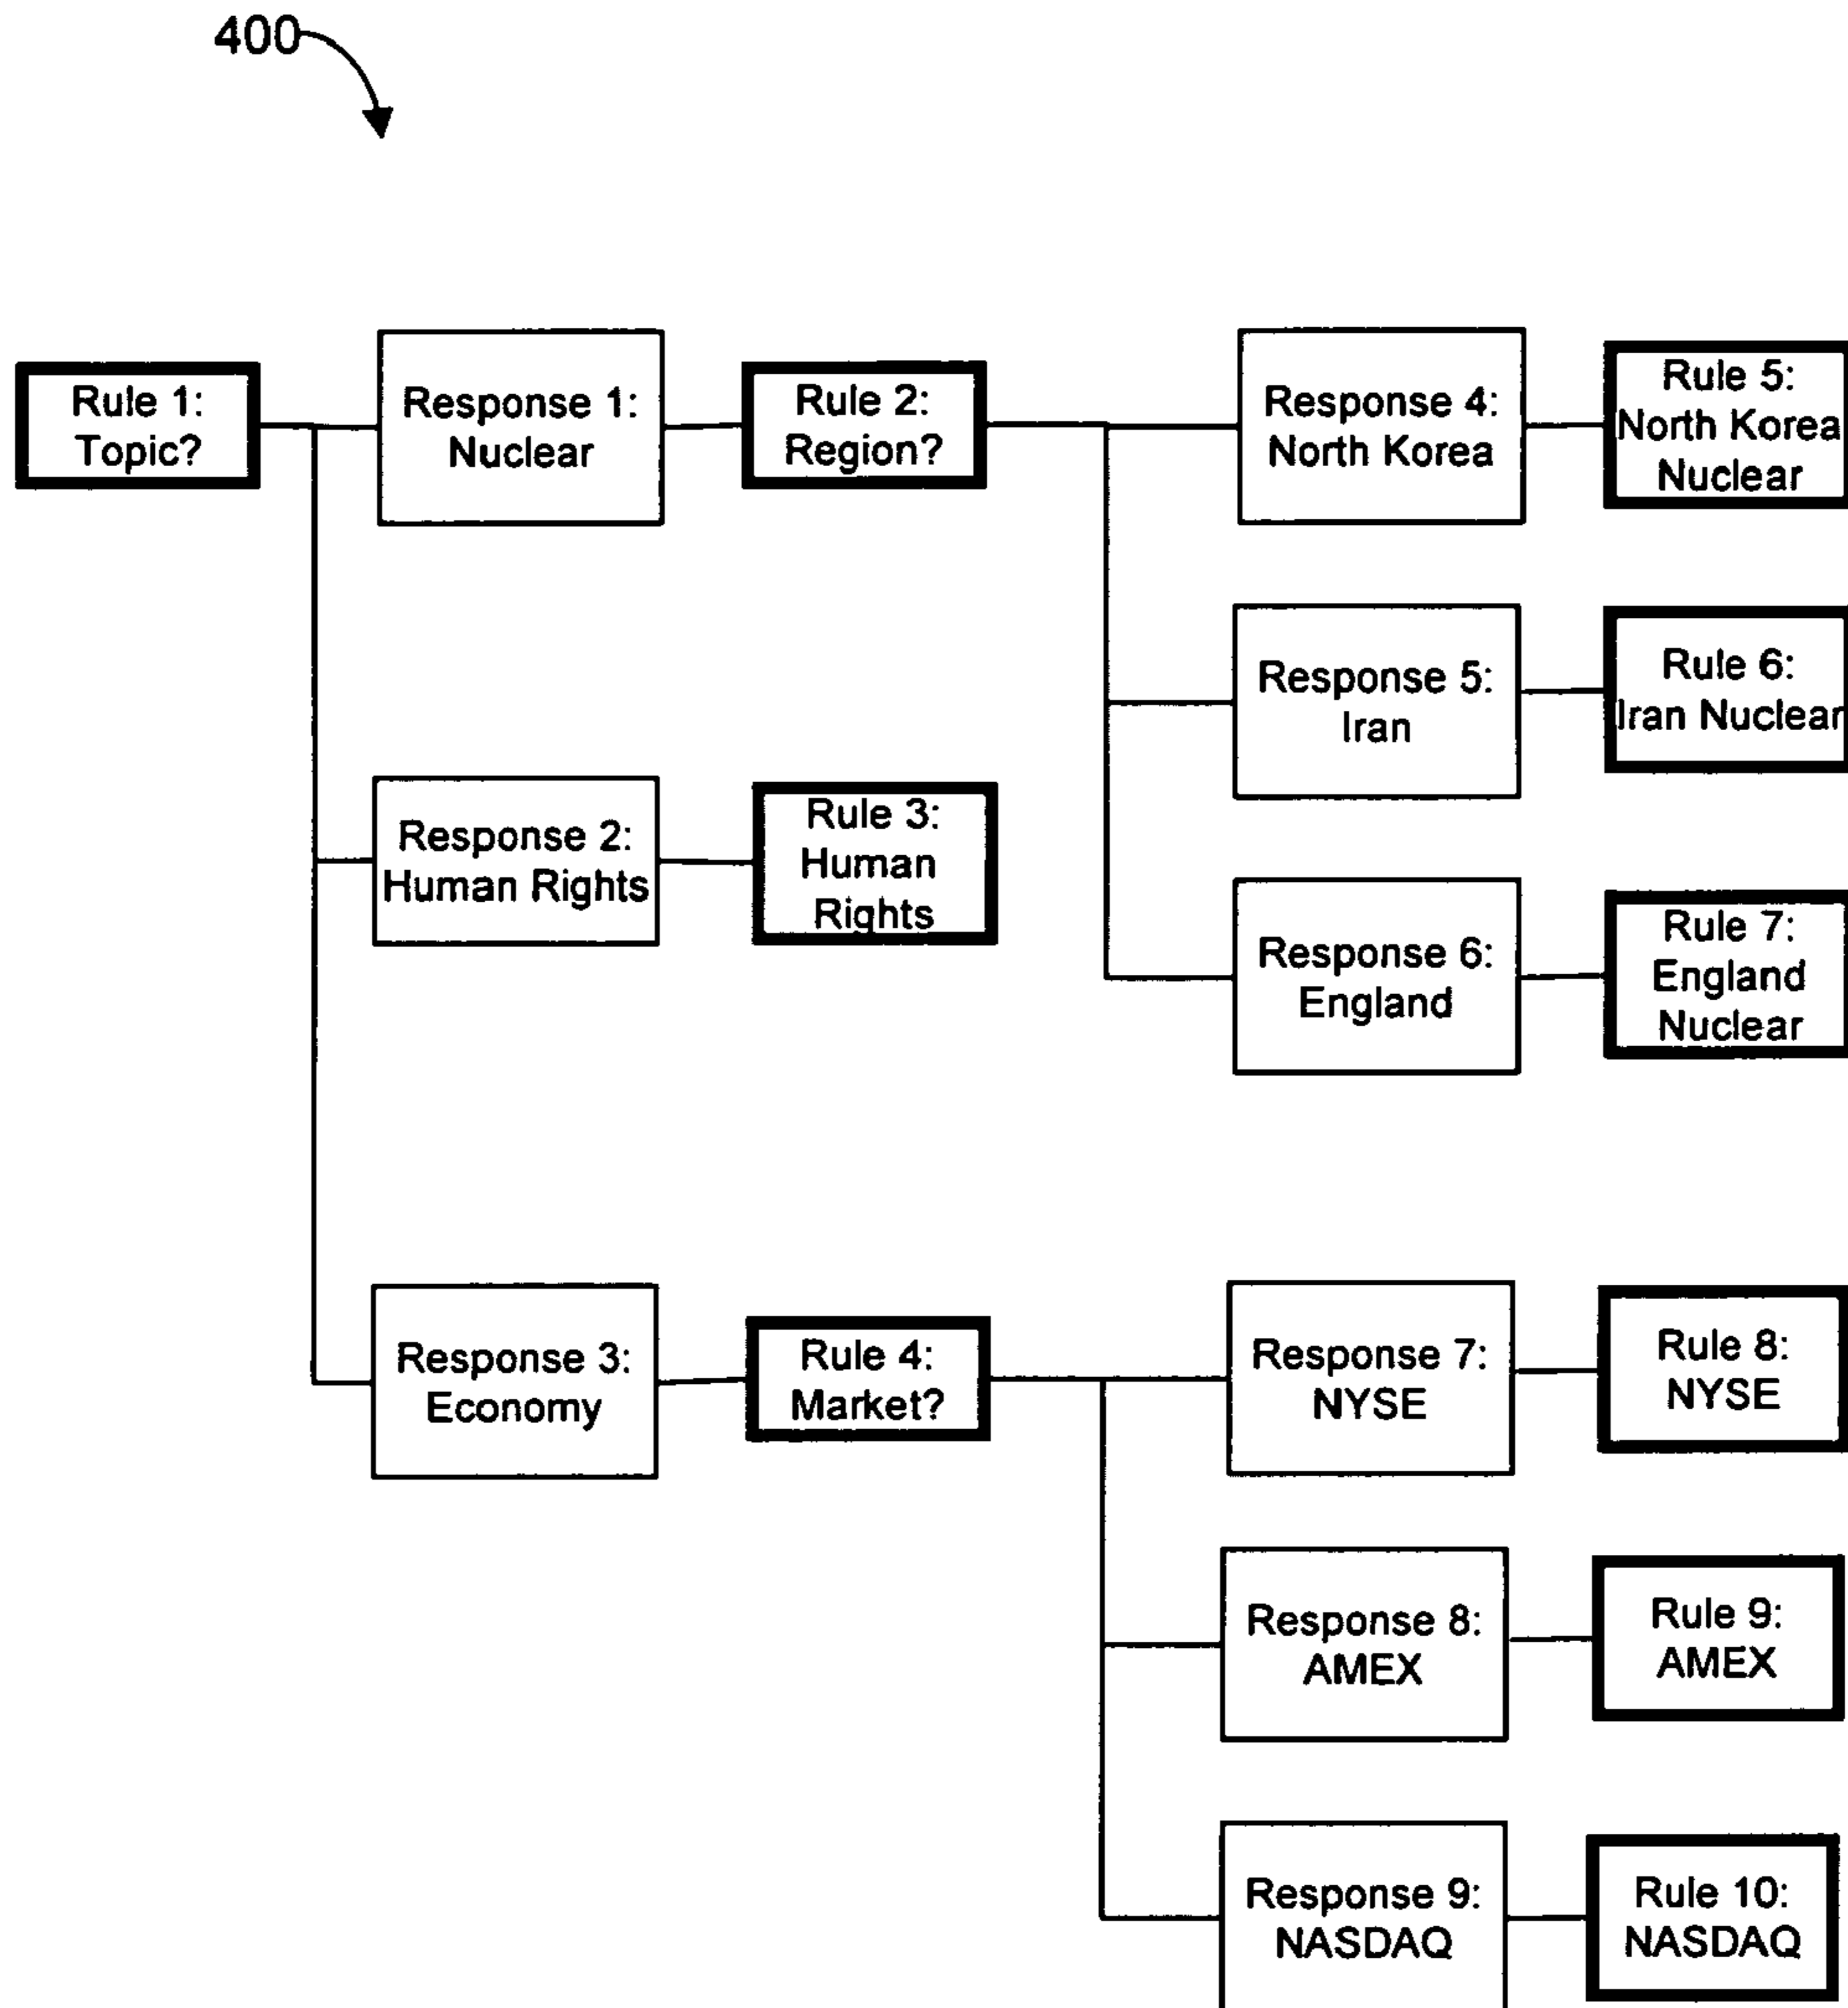 400
Rule 1:
Topic?
Response 1:
Nuclear
Rule 2:
Region?
Response 4:
North Korea
Rule 5:
North Korea
Nuclear
Response 5:
Iran
Rule 6:
Iran Nuclear
Response 2:
Human Rights
Rule 3:
Human
Rights
Response 6:
England
Rule 7:
England
Nuclear
Response 3:
Economy
Rule 4:
Market?
Response 7:
NYSE
Rule 8:
NYSE
Response 8:
AMEX
Rule 9:
AMEX
Response 9:
NASDAQ
Rule 10:
NASDAQ